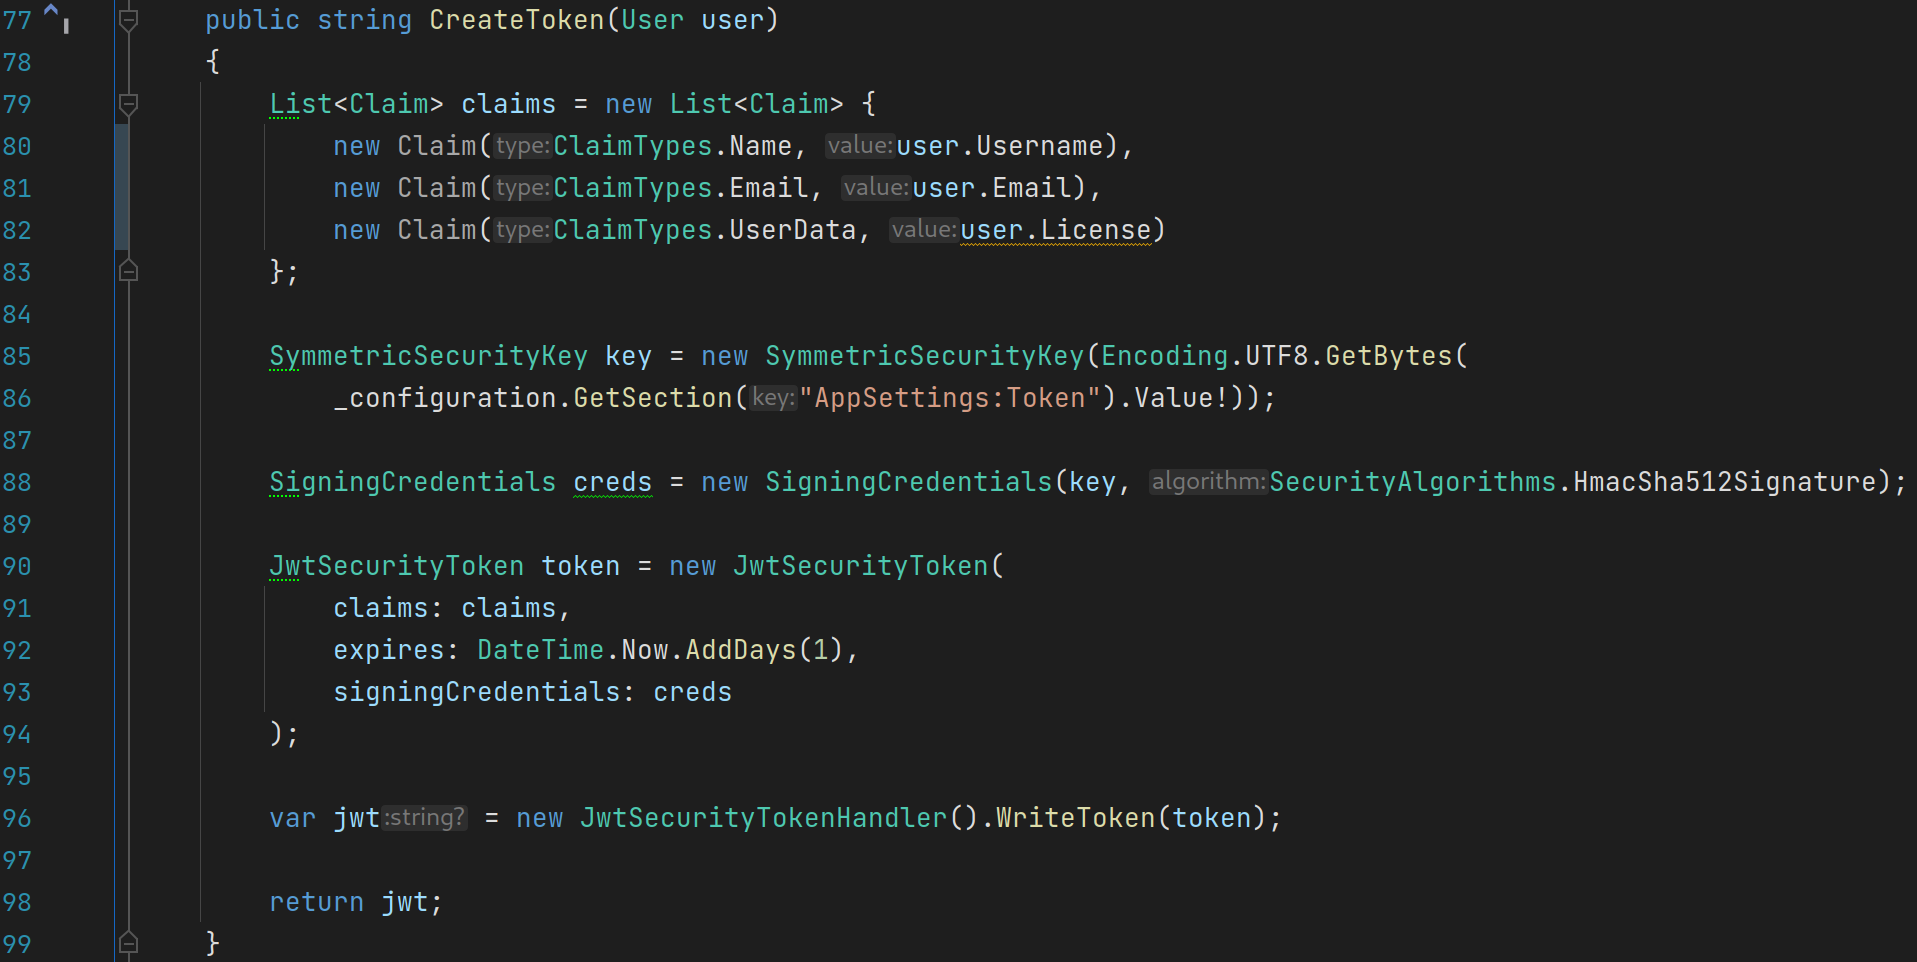 77 public string CreateToken(User user)
78 {
79 List<Claim> claims = new List<Claim> {
80 new Claim(type:ClaimTypes.Name, value:user.Username),
81 new Claim(type:ClaimTypes.Email, value:user.Email),
82 new Claim(type:ClaimTypes.UserData, value:user.License)
83 };
84
85 SymmetricSecurityKey key = new SymmetricSecurityKey(Encoding.UTF8.GetBytes(
86 _configuration.GetSection(key:"AppSettings:Token").Value!));
87
88 SigningCredentials creds = new SigningCredentials(key, algorithm:SecurityAlgorithms.HmacSha512Signature);
89
90 JwtSecurityToken token = new JwtSecurityToken(
91 claims: claims,
92 expires: DateTime.Now.AddDays(1),
93 signingCredentials: creds
94 );
95
96 var jwt:string? = new JwtSecurityTokenHandler().WriteToken(token);
97
98 return jwt;
99 }